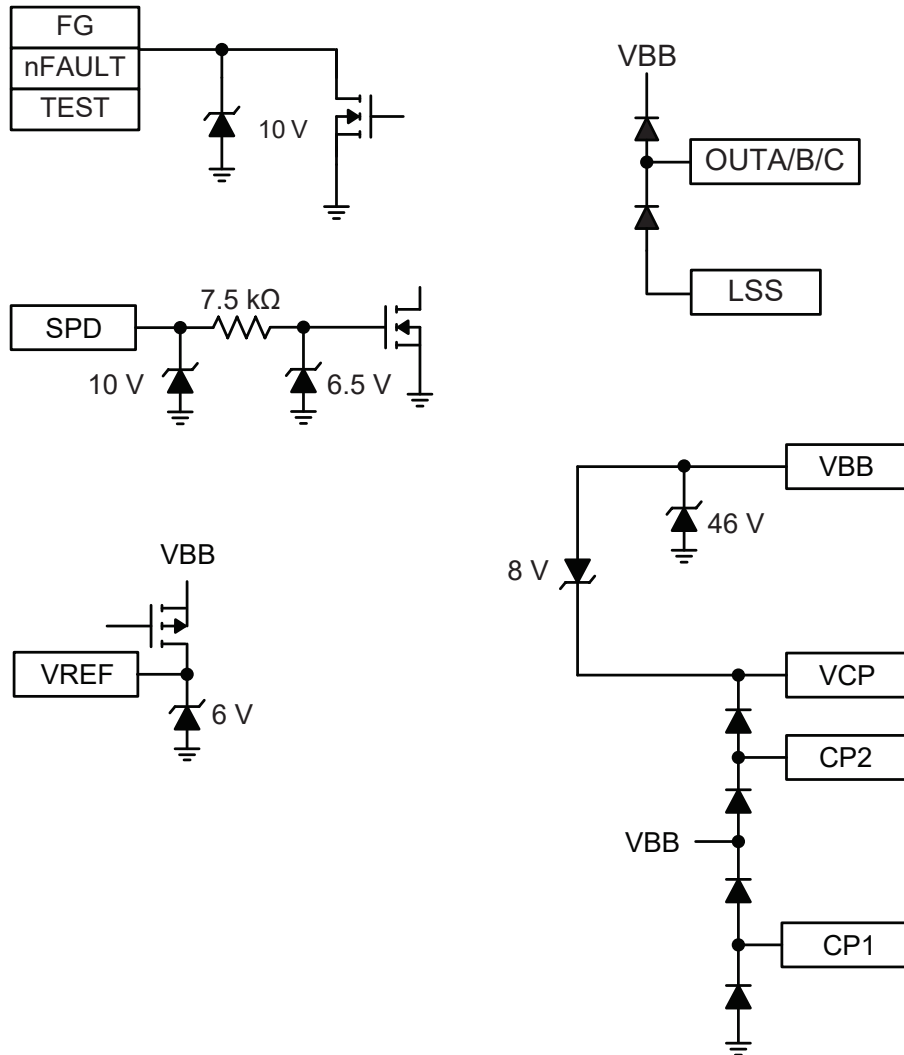 FG
nFAULT
TEST
10 V
VBB
OUTA/B/C
LSS
SPD
7.5 kΩ
10 V
6.5 V
VBB
VREF
6 V
VBB
46 V
8 V
VCP
CP2
VBB
CP1